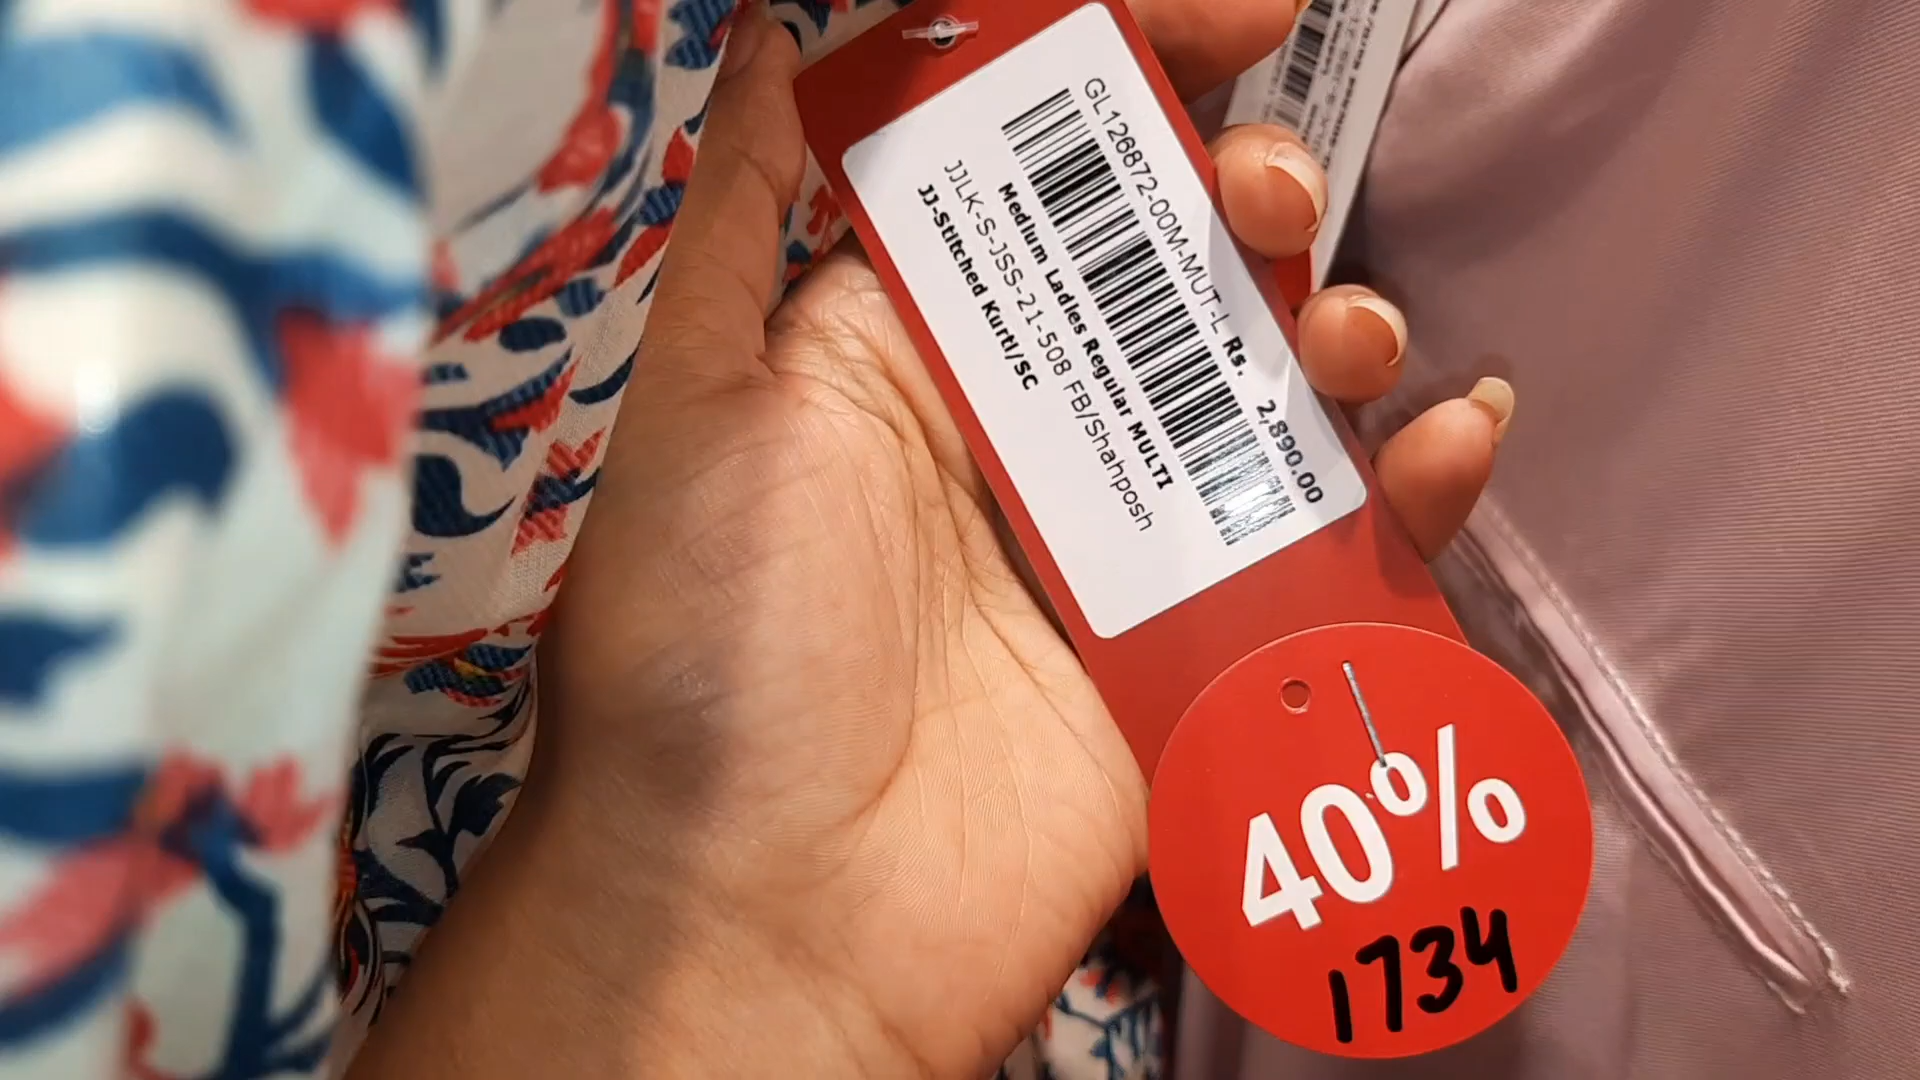 GL126872-00M-MUT-L Rs. 2,890.00
Medium Ladies Regular MULTI
JJLK-S-JSS-21-508 FB/Shahposh
JJ-Stitched Kurti/SC
40%
1734